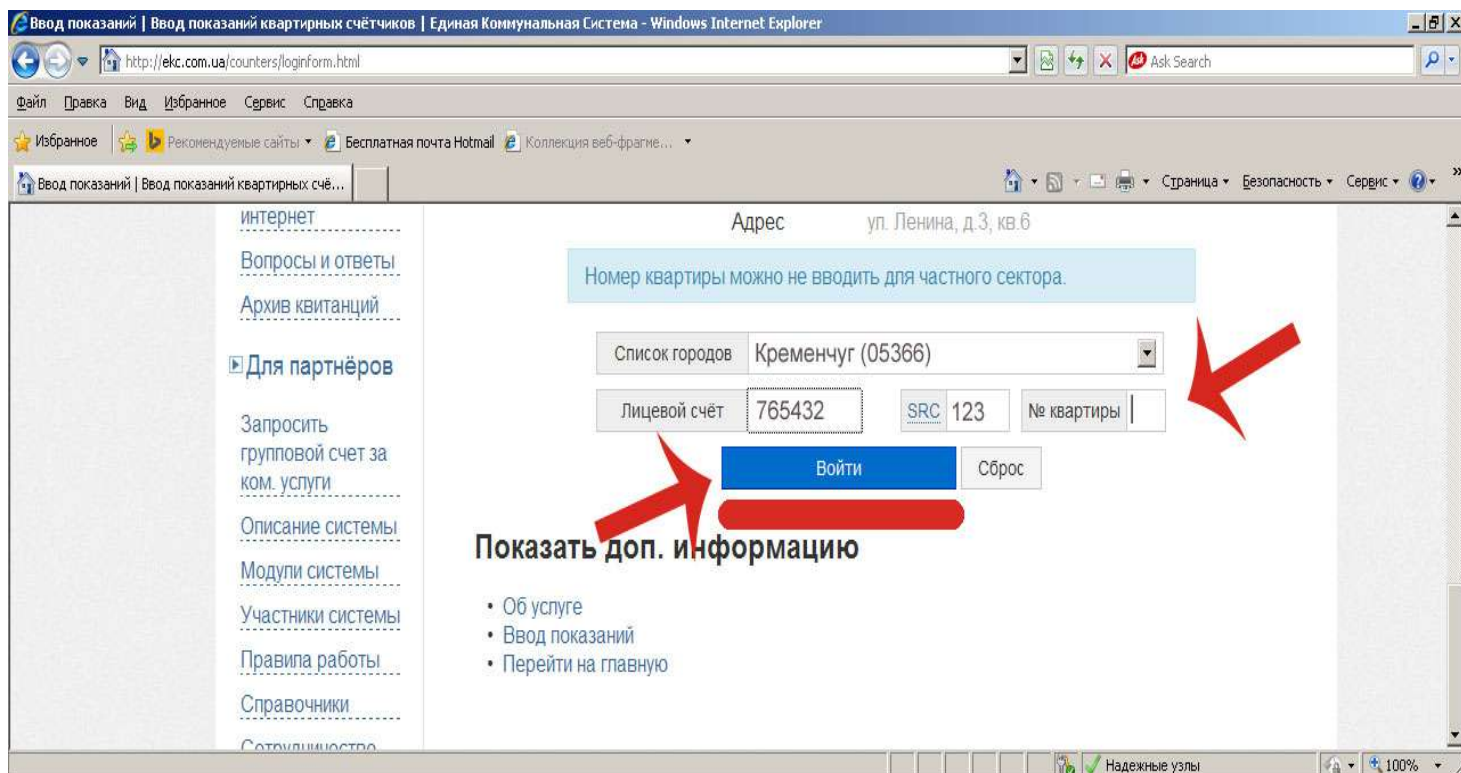 Ввод показаний | Ввод показаний квартирных счётчиков | Единая Коммунальная Система - Windows Internet Explorer
http://ekc.com.ua/counters/loginform.html
Ask Search
Файл Правка Вид Избранное Сервис Справка
Избранное Рекомендуемые сайты Бесплатная почта Hotmail Коллекция веб-фрагме...
Ввод показаний | Ввод показаний квартирных счё...
Страница Безопасность Сервис »
интернет
Вопросы и ответы
Архив квитанций
Для партнёров
Запросить
групповой счет за
ком. услуги
Описание системы
Модули системы
Участники системы
Правила работы
Справочники
Сотрудничество
Адрес ул. Ленина, д.3, кв.6
Номер квартиры можно не вводить для частного сектора.
Список городов Кременчуг (05366)
Лицевой счёт 765432 SRC 123 № квартиры
Войти Сброс
Показать доп. информацию
• Об услуге
• Ввод показаний
• Перейти на главную
Надежные узлы 100%